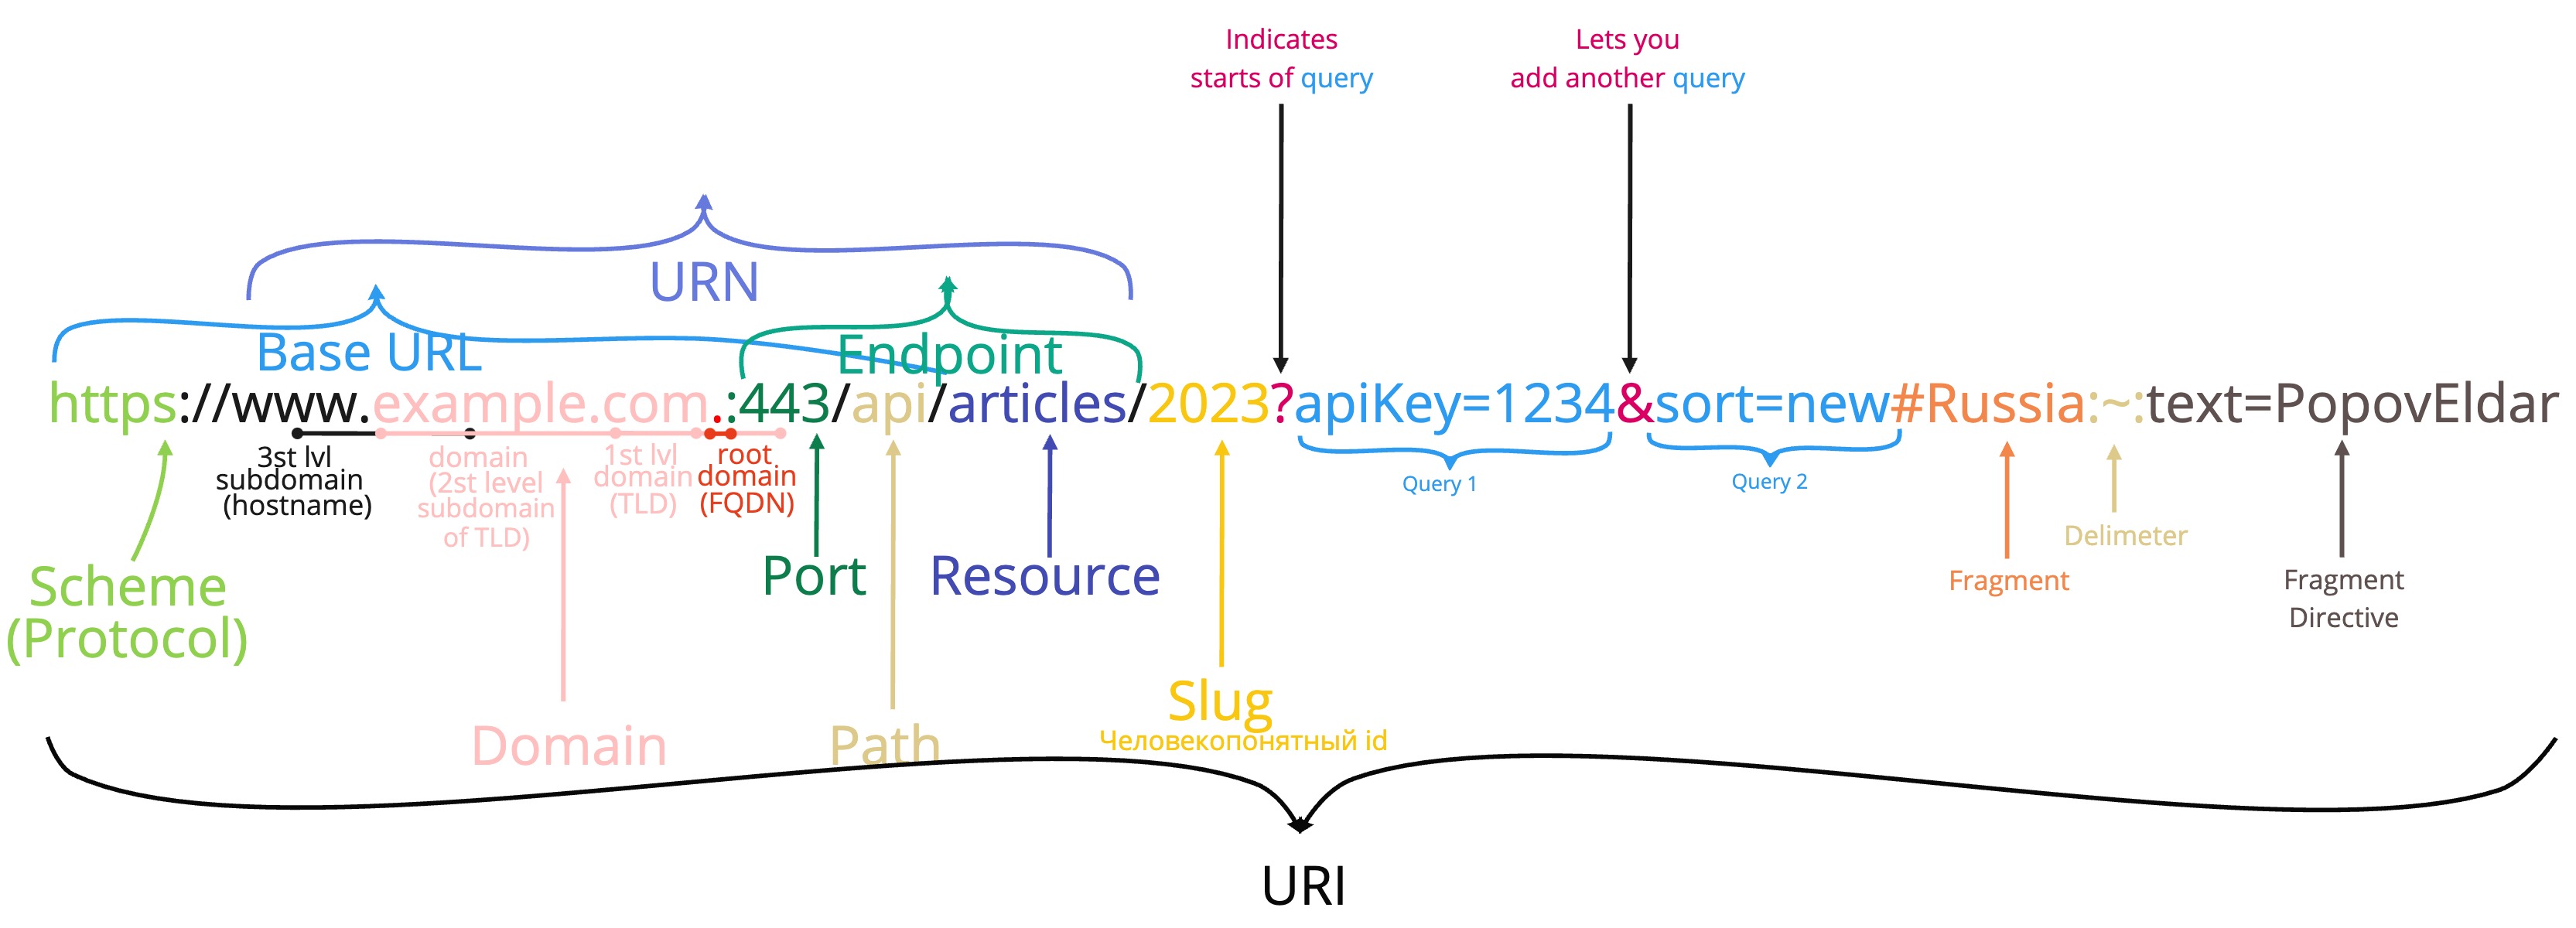 Indicates
starts of query
Lets you
add another query
URN
Base URL
Endpoint
https://www.example.com.:443/api/articles/2023?apiKey=1234&sort=new#Russia:~:text=PopovEldar
3st lvl
subdomain
(hostname)
domain
(2st level
subdomain
of TLD)
1st lvl
domain
(TLD)
root
domain
(FQDN)
Query 1
Query 2
Scheme
(Protocol)
Port
Resource
Delimeter
Fragment
Fragment
Directive
Domain
Path
Slug
Человекопонятный id
URI